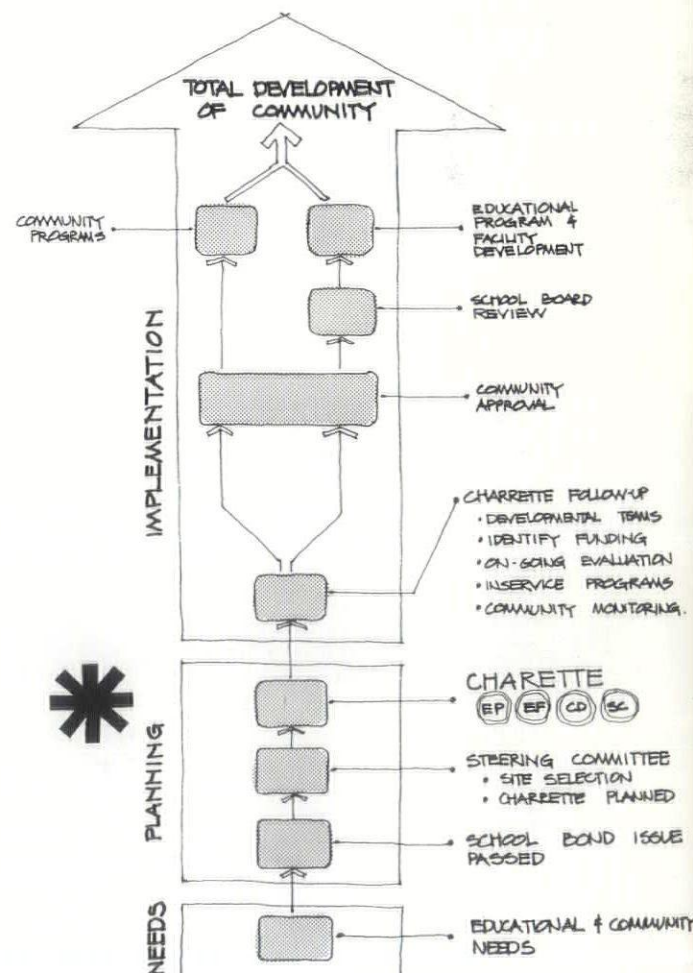 TOTAL DEVELOPMENT
OF COMMUNITY
COMMUNITY
PROGRAMS
EDUCATIONAL
PROGRAM &
FACILITY
DEVELOPMENT
SCHOOL BOARD
REVIEW
COMMUNITY
APPROVAL
IMPLEMENTATION
CHARRETTE FOLLOW-UP
• DEVELOPMENTAL TEAMS
• IDENTIFY FUNDING
• ON-GOING EVALUATION
• INSERVICE PROGRAMS
• COMMUNITY MONITORING.
PLANNING
CHARETTE
EP EF CD SC
STEERING COMMITTEE
• SITE SELECTION
• CHARRETTE PLANNED
SCHOOL BOND ISSUE
PASSED
NEEDS
EDUCATIONAL & COMMUNITY
NEEDS